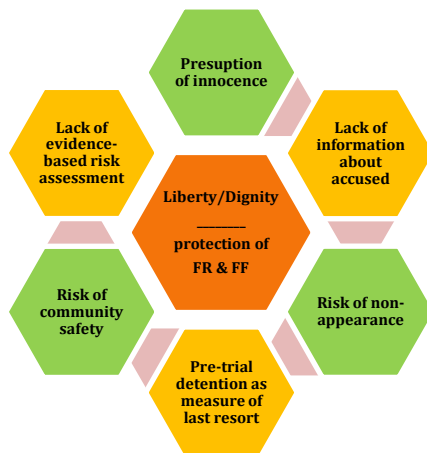 Presuption
of innocence
Lack of
evidence-
based risk
assessment
Lack of
information
about
accused
Liberty/Dignity
________
protection of
FR & FF
Risk of
community
safety
Risk of non-
appearance
Pre-trial
detention as
measure of
last resort